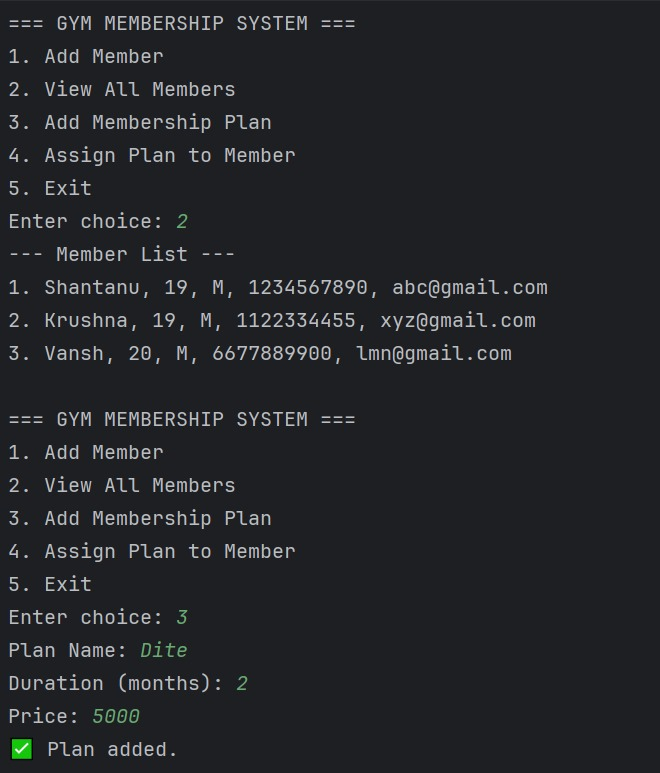 === GYM MEMBERSHIP SYSTEM ===
1. Add Member
2. View All Members
3. Add Membership Plan
4. Assign Plan to Member
5. Exit
Enter choice: 2
--- Member List ---
1. Shantanu, 19, M, 1234567890, abc@gmail.com
2. Krushna, 19, M, 1122334455, xyz@gmail.com
3. Vansh, 20, M, 6677889900, lmn@gmail.com

=== GYM MEMBERSHIP SYSTEM ===
1. Add Member
2. View All Members
3. Add Membership Plan
4. Assign Plan to Member
5. Exit
Enter choice: 3
Plan Name: Dite
Duration (months): 2
Price: 5000
✅ Plan added.